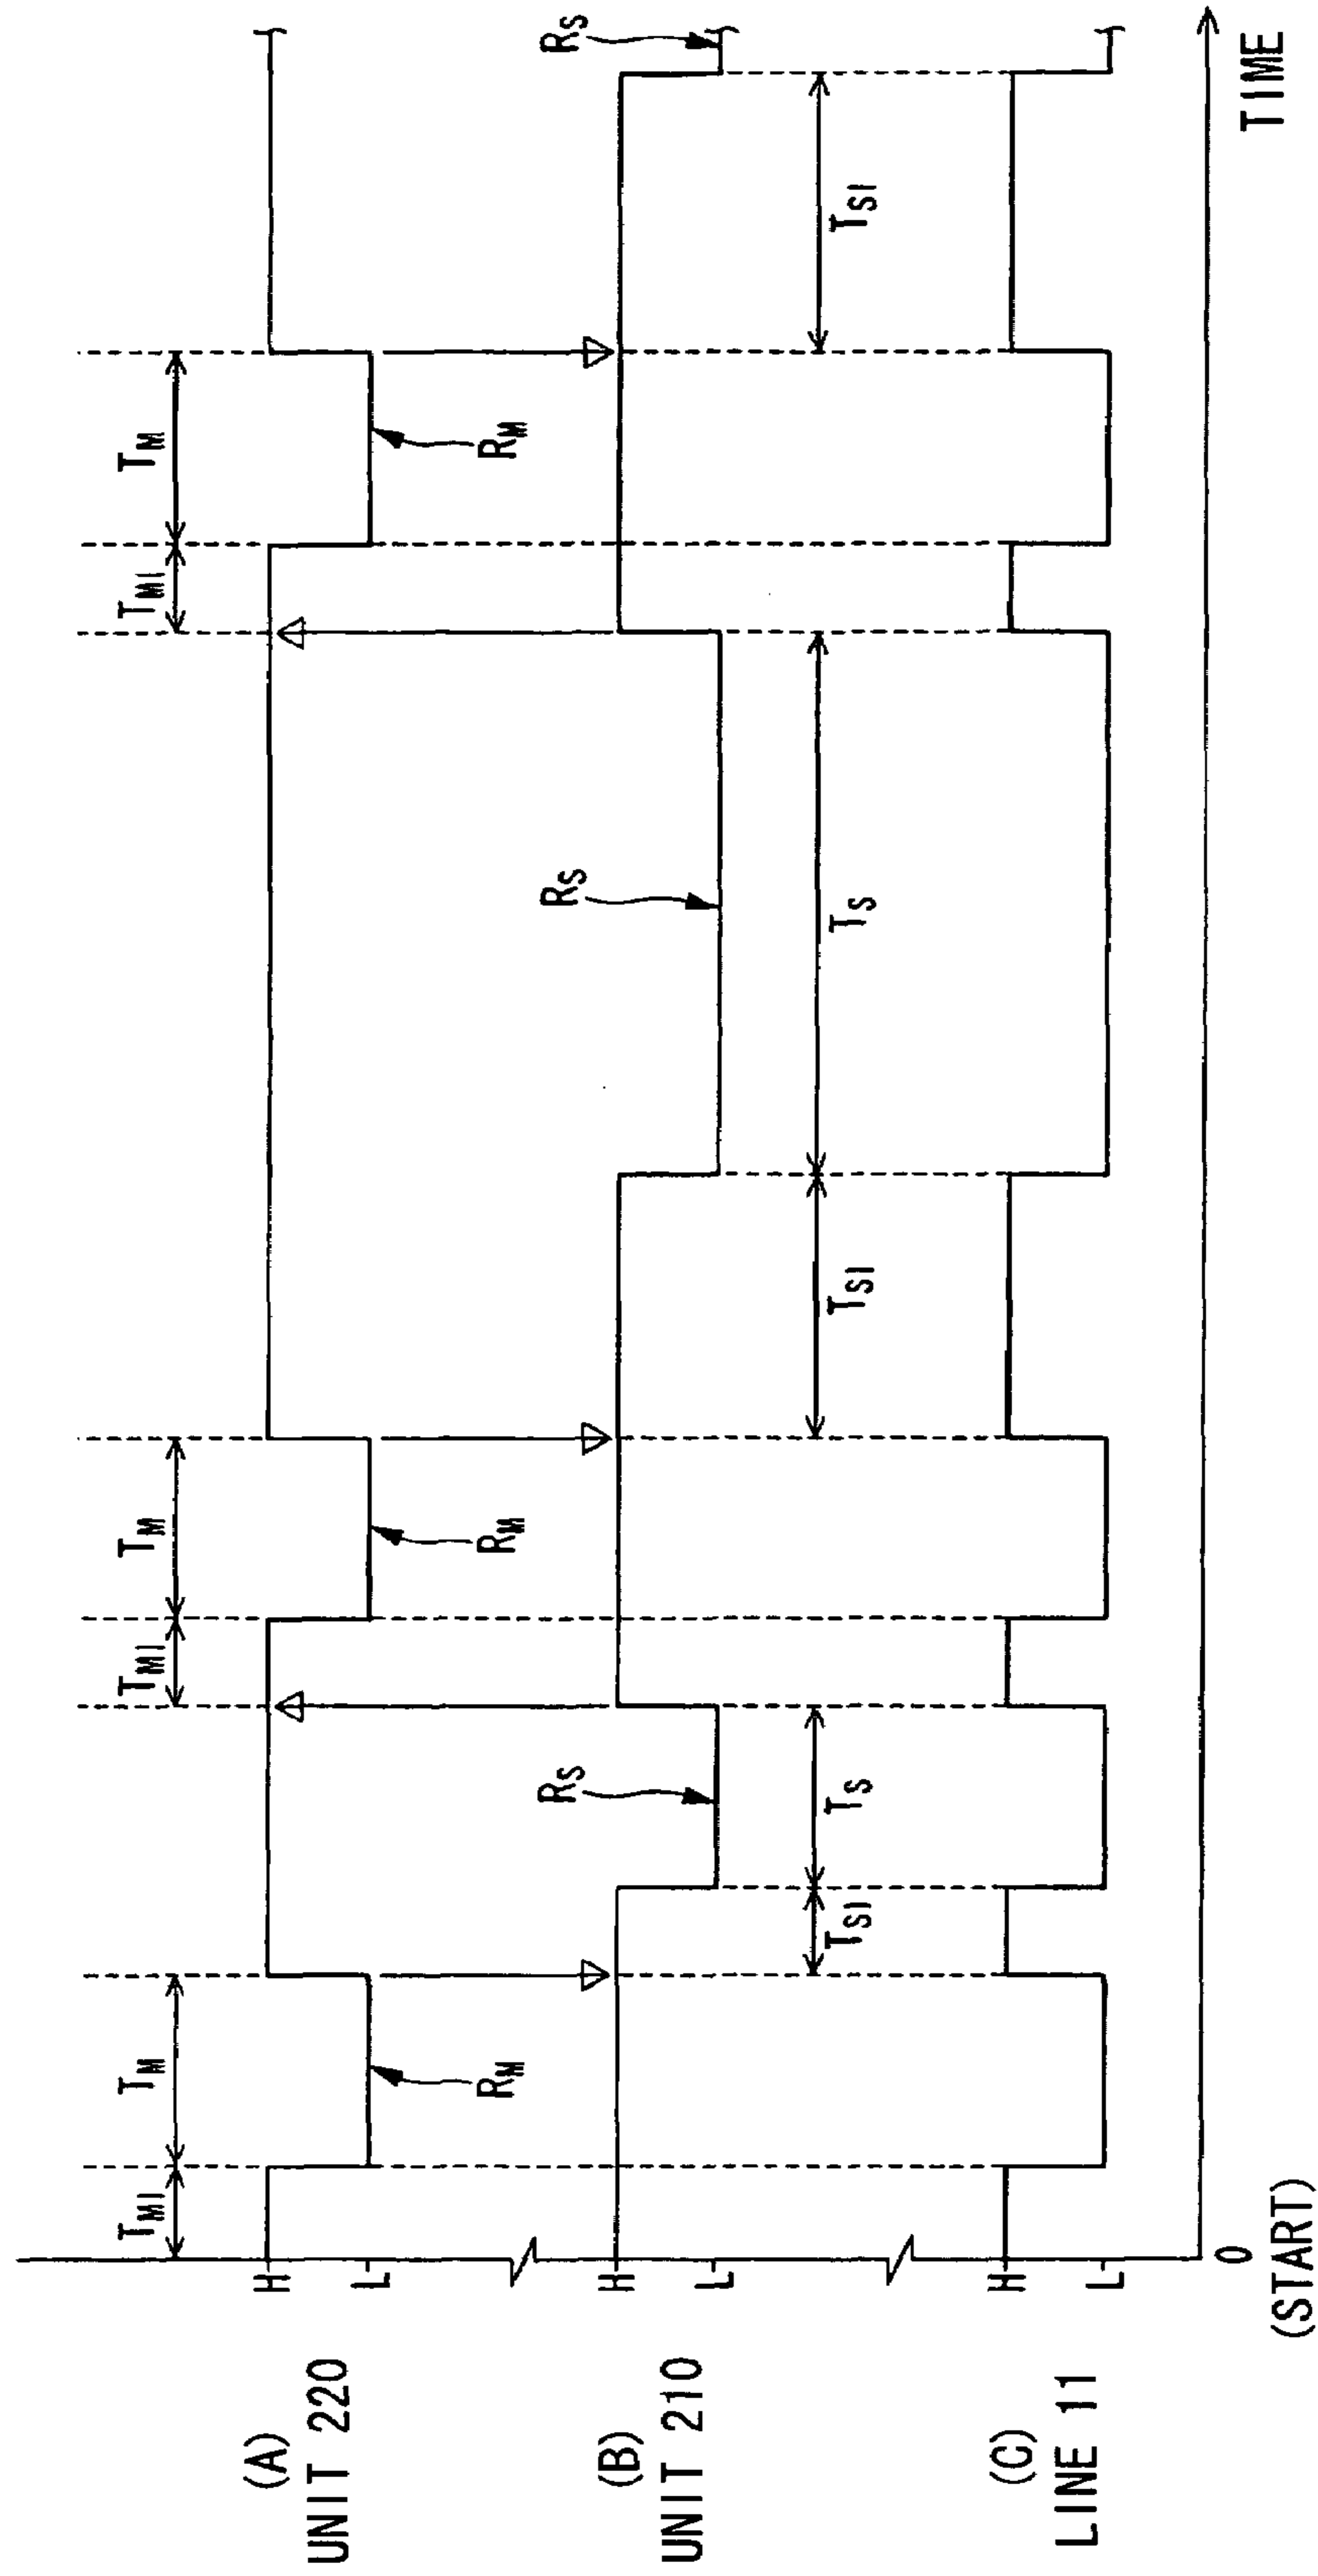 TMI TM TMI TM TMI TM
(A) H
UNIT 220 L
RM RM RM
RS RS RS
(B) H
UNIT 210 L
TSI TS TSI TS TSI
(C) H
LINE 11 L
0
(START) TIME